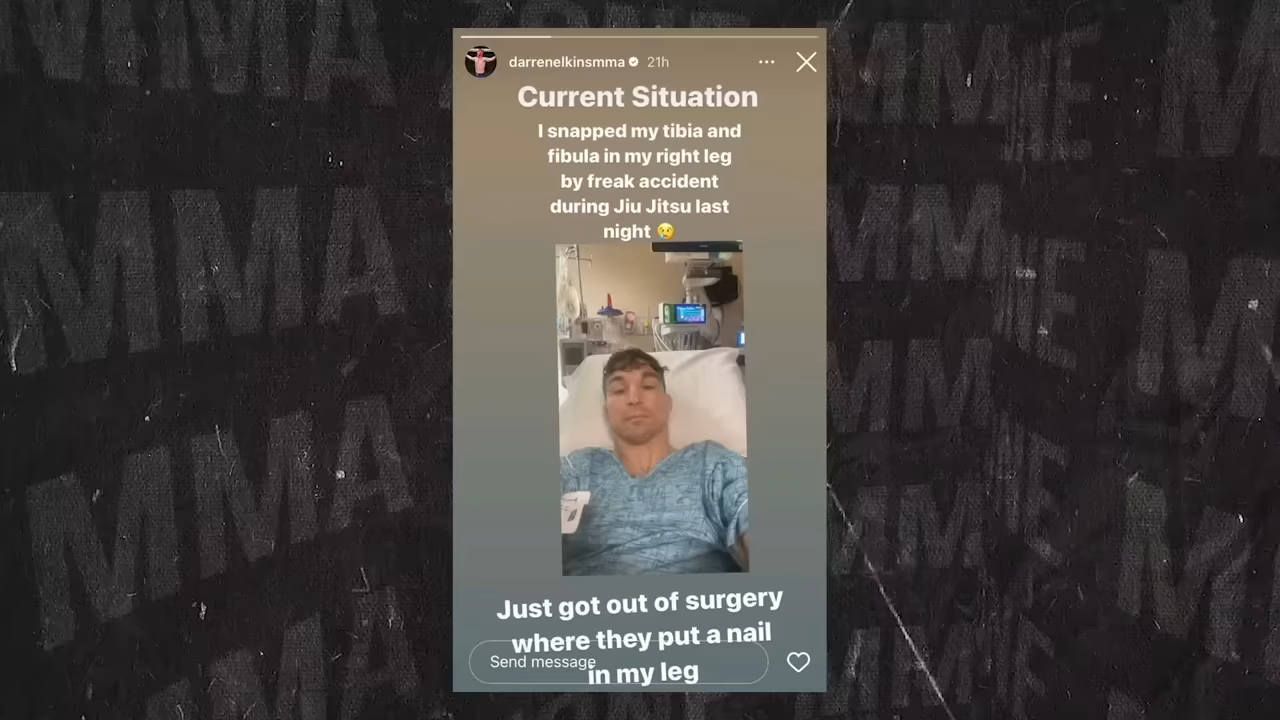 darrenelkinsmma 21h
Current Situation
I snapped my tibia and
fibula in my right leg
by freak accident
during Jiu Jitsu last
night 😢
Just got out of surgery
where they put a nail
in my leg
Send message
MMA
MMA
MMA
MMA